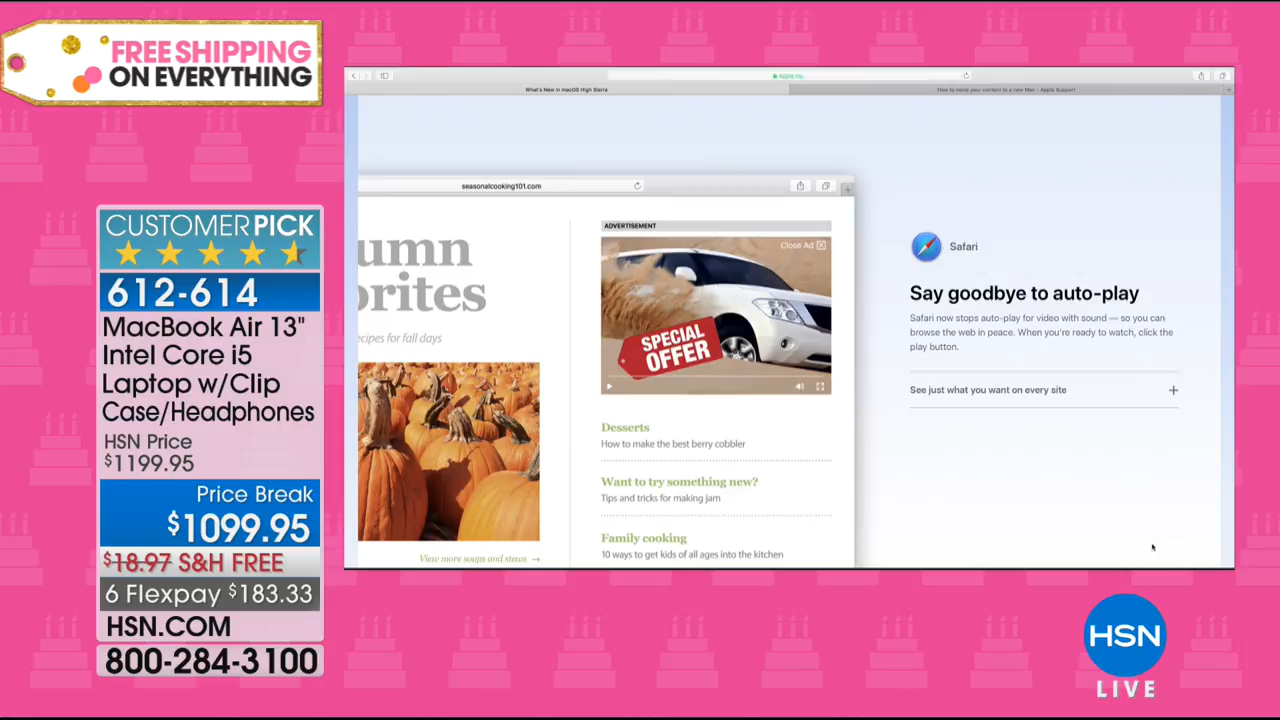 FREE SHIPPING
ON EVERYTHING
CUSTOMER PICK
612-614
MacBook Air 13"
Intel Core i5
Laptop w/Clip
Case/Headphones
HSN Price
$1199.95
Price Break
$1099.95
$18.97 S&H FREE
6 Flexpay $183.33
HSN.COM
800-284-3100
What's New in macOS High Sierra
How to move your content to a new Mac - Apple Support
seasonalcooking101.com
umn
orites
ecipes for fall days
View more soups and stews →
ADVERTISEMENT
Close Ad
SPECIAL
OFFER
Desserts
How to make the best berry cobbler
Want to try something new?
Tips and tricks for making jam
Family cooking
10 ways to get kids of all ages into the kitchen
Safari
Say goodbye to auto-play
Safari now stops auto-play for video with sound — so you can
browse the web in peace. When you're ready to watch, click the
play button.
See just what you want on every site
HSN
LIVE